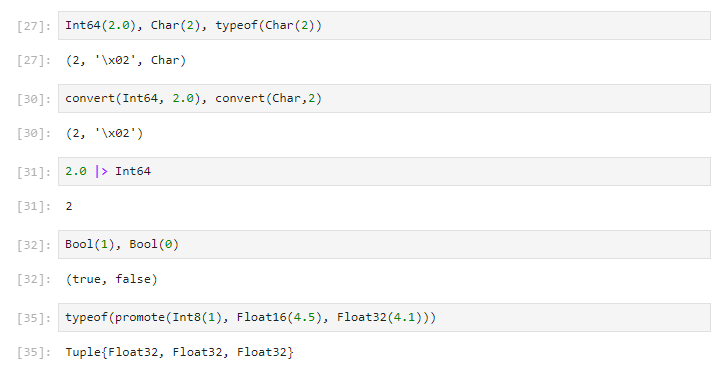 [27]: Int64(2.0), Char(2), typeof(Char(2))
[27]: (2, '\x02', Char)
[30]: convert(Int64, 2.0), convert(Char,2)
[30]: (2, '\x02')
[31]: 2.0 |> Int64
[31]: 2
[32]: Bool(1), Bool(0)
[32]: (true, false)
[35]: typeof(promote(Int8(1), Float16(4.5), Float32(4.1)))
[35]: Tuple{Float32, Float32, Float32}